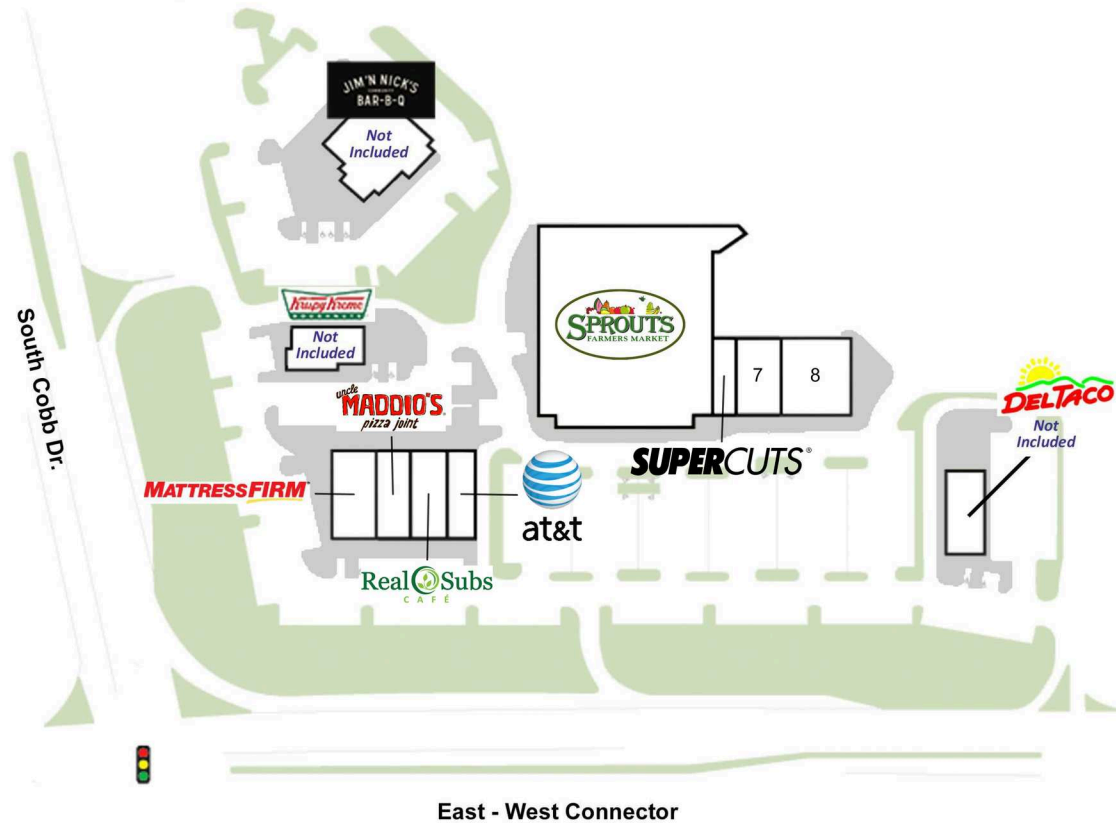 JIM'N NICK'S
COMMUNITY
BAR-B-Q
Not
Included
Krispy Kreme
Not
Included
South Cobb Dr.
SPROUTS
FARMERS MARKET
7
8
DEL TACO
Not
Included
uncle
MADDIO'S
pizza joint
SUPERCUTS®
MATTRESSFIRM
at&t
Real Subs
CAFÉ
East - West Connector